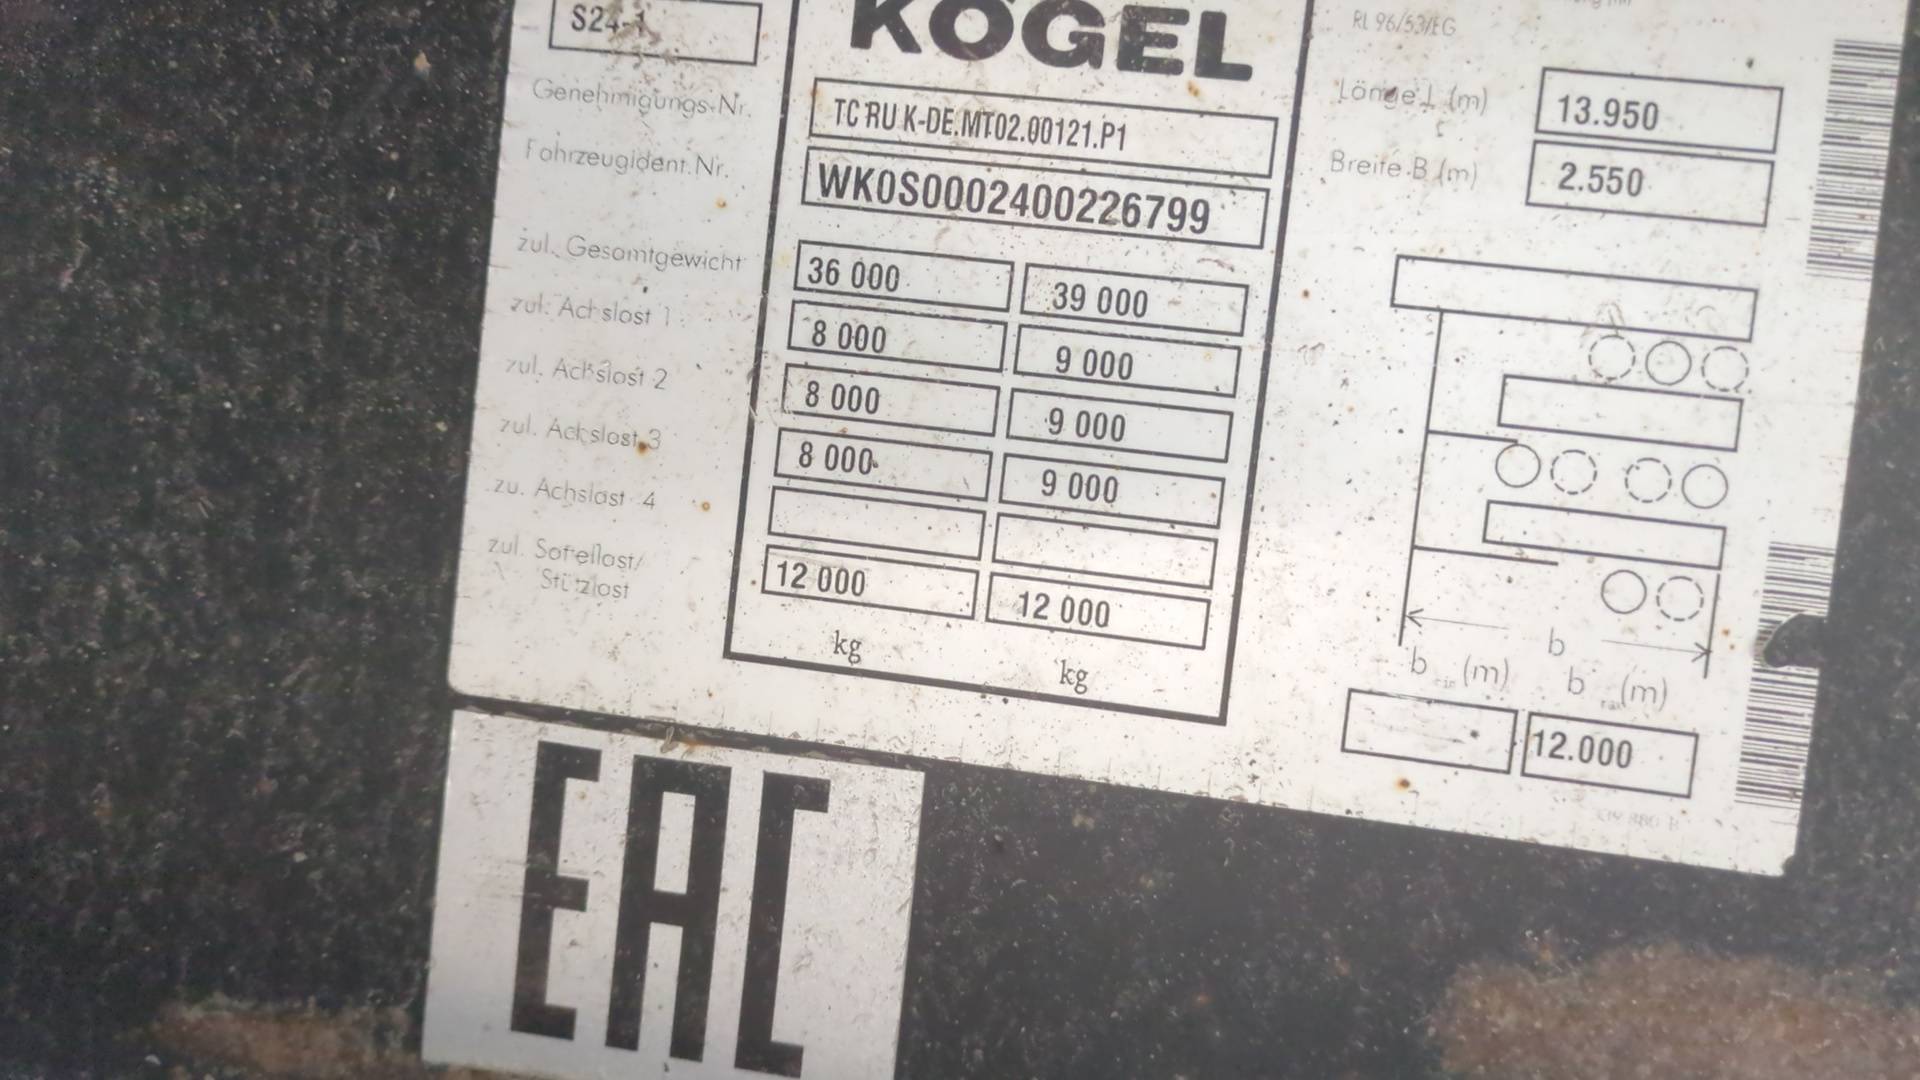 S24-1
KÖGEL
Genehmigungs-Nr.
TC RU K-DE.MT02.00121.P1
Fahrzeugident.Nr.
WK0S0002400226799
zul. Gesamtgewicht
36 000
39 000
zul. Achslast 1
8 000
9 000
zul. Achslast 2
8 000
9 000
zul. Achslast 3
8 000
9 000
zu. Achslast 4
zul. Sattellast/
Stützlast
12 000
12 000
kg
kg
RL 96/53/EG
Länge L (m)
13.950
Breite B (m)
2.550
b
b min (m)
b max (m)
12.000
EAC